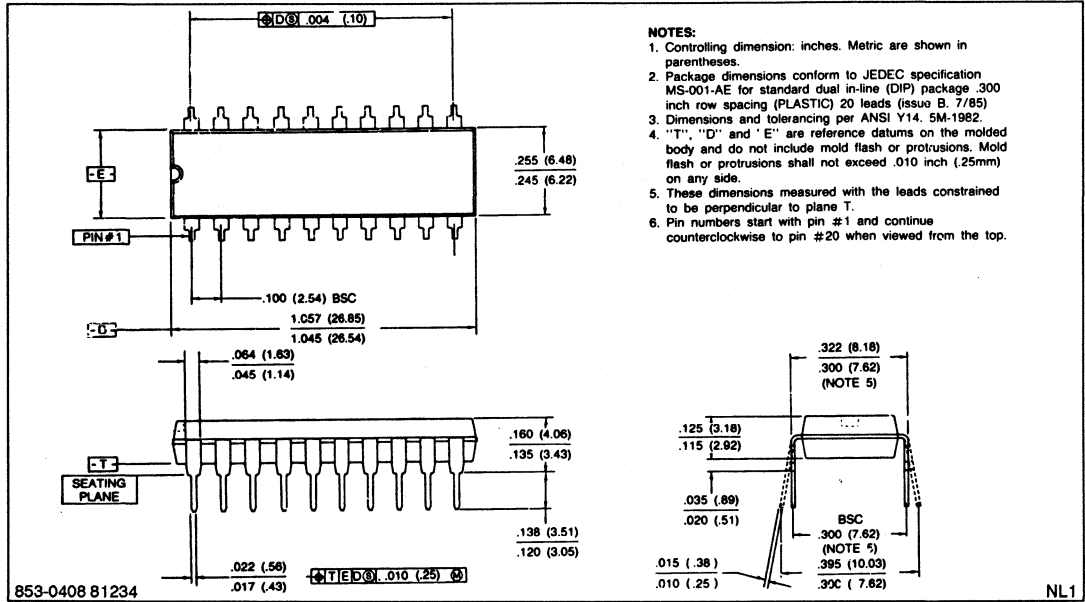 ⌖ D Ⓢ .004 (.10)
NOTES:
1. Controlling dimension: inches. Metric are shown in
parentheses.
2. Package dimensions conform to JEDEC specification
MS-001-AE for standard dual in-line (DIP) package .300
inch row spacing (PLASTIC) 20 leads (issue B. 7/85)
3. Dimensions and tolerancing per ANSI Y14. 5M-1982.
4. "T", "D" and ' E" are reference datums on the molded
body and do not include mold flash or protrusions. Mold
flash or protrusions shall not exceed .010 inch (.25mm)
on any side.
5. These dimensions measured with the leads constrained
to be perpendicular to plane T.
6. Pin numbers start with pin #1 and continue
counterclockwise to pin #20 when viewed from the top.
-E-
.255 (6.48)
.245 (6.22)
PIN #1
.100 (2.54) BSC
-D-
1.057 (26.85)
1.045 (26.54)
.064 (1.63)
.045 (1.14)
.160 (4.06)
.135 (3.43)
-T-
SEATING
PLANE
.138 (3.51)
.120 (3.05)
.022 (.56)
.017 (.43)
⌖ T E D Ⓢ .010 (.25) Ⓜ
.322 (8.18)
.300 (7.62)
(NOTE 5)
.125 (3.18)
.115 (2.92)
.035 (.89)
.020 (.51)
BSC
.300 (7.62)
(NOTE 5)
.015 ( .38)
.010 (.25 )
.395 (10.03)
.300 ( 7.62)
853-0408 81234
NL1